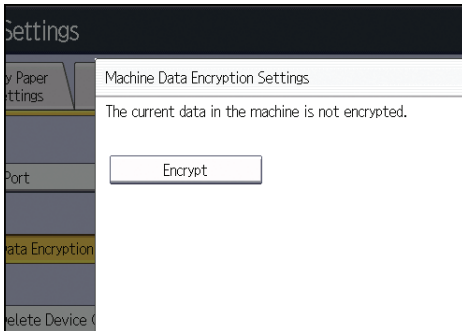 Settings
y Paper
ttings
Machine Data Encryption Settings
The current data in the machine is not encrypted.
Encrypt
Port
ata Encryption
elete Device